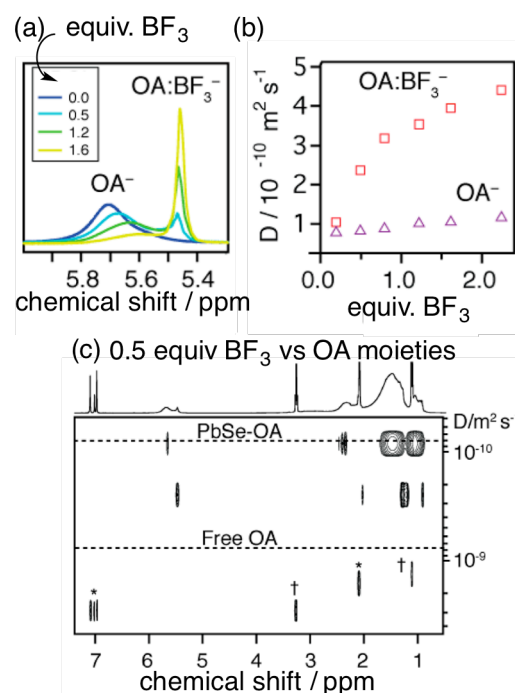 (a) equiv. BF3
0.0
0.5
1.2
1.6
OA:BF3−
OA−
5.8 5.6 5.4
chemical shift / ppm
(b)
D / 10-10 m2 s-1
5
4
3
2
1
OA:BF3−
OA−
0.0 1.0 2.0
equiv. BF3
(c) 0.5 equiv BF3 vs OA moieties
D/m2 s-1
PbSe-OA
10-10
Free OA
10-9
* † * †
7 6 5 4 3 2 1
chemical shift / ppm